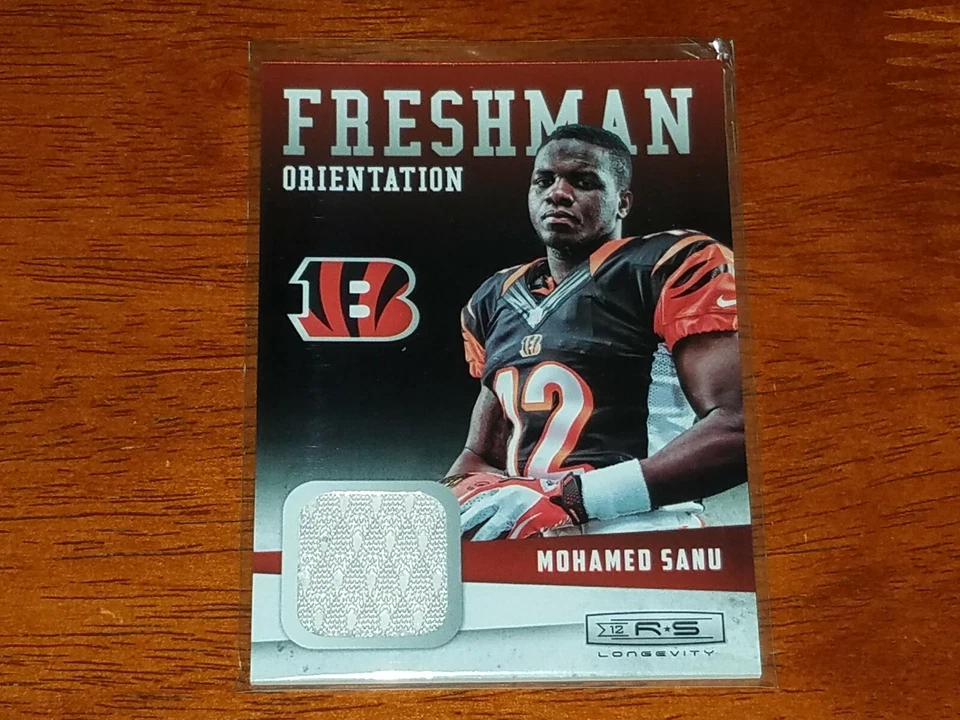 FRESHMAN
ORIENTATION
B
B
12
MOHAMED SANU
12 R★S
LONGEVITY